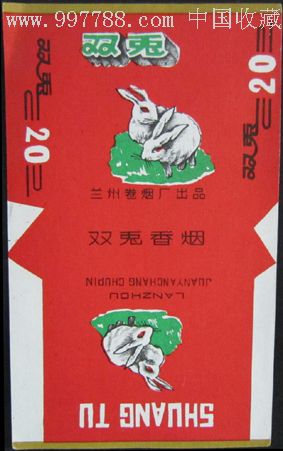 www.997788.com 中国收藏
双兔
双兔 20
20 双兔
兰州卷烟厂出品
双兔香烟
LANZHOU
JUANYANCHANG CHUPIN
SHUANG TU